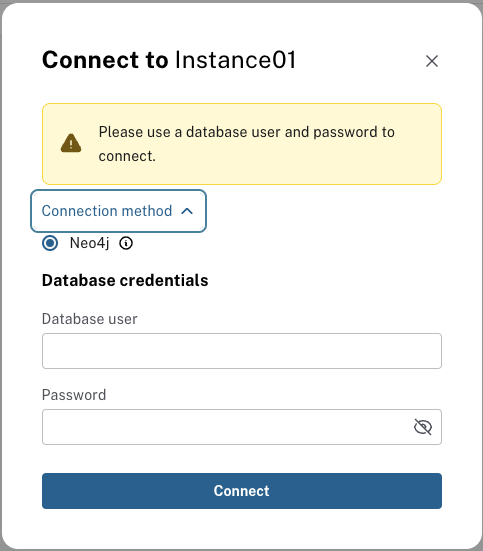 Connect to Instance01
Please use a database user and password to
connect.
Connection method
Neo4j
Database credentials
Database user
Password
Connect